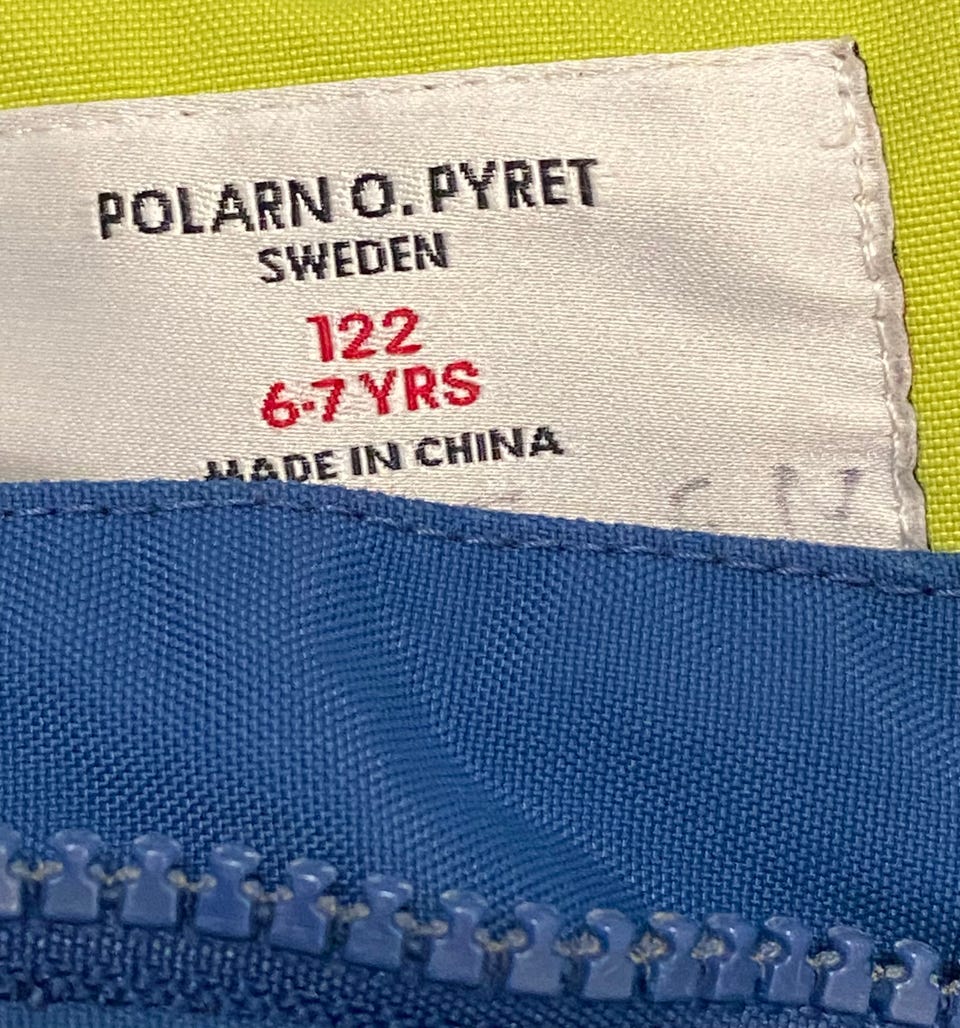 POLARN O. PYRET
SWEDEN
122
6-7 YRS
MADE IN CHINA